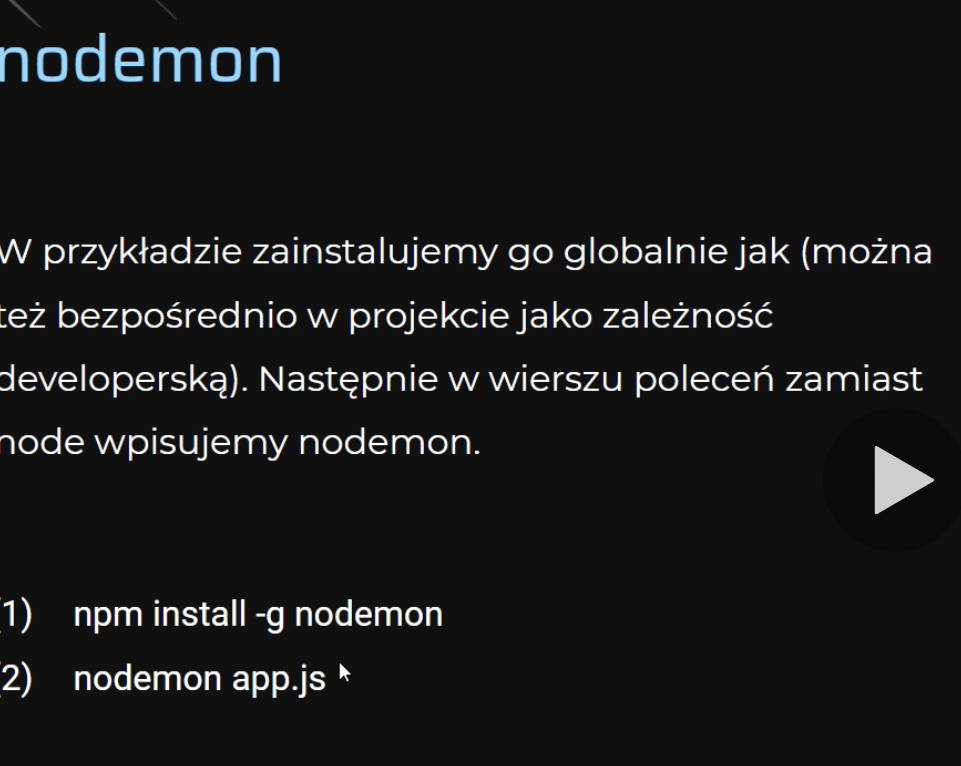 nodemon
W przykładzie zainstalujemy go globalnie jak (można
też bezpośrednio w projekcie jako zależność
developerską). Następnie w wierszu poleceń zamiast
node wpisujemy nodemon.
(1) npm install -g nodemon
(2) nodemon app.js